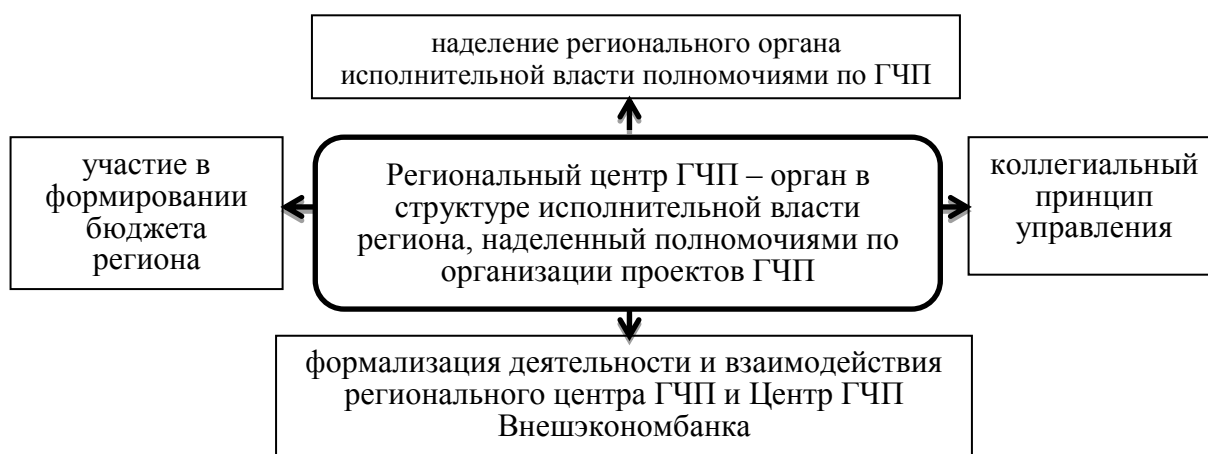 наделение регионального органа
исполнительной власти полномочиями по ГЧП
участие в
формировании
бюджета
региона
Региональный центр ГЧП – орган в
структуре исполнительной власти
региона, наделенный полномочиями по
организации проектов ГЧП
коллегиальный
принцип
управления
формализация деятельности и взаимодействия
регионального центра ГЧП и Центр ГЧП
Внешэкономбанка